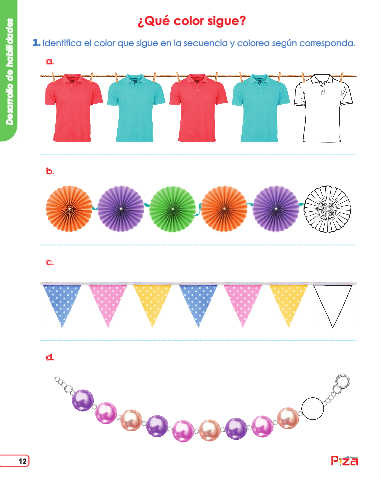 Desarrollo de habilidades
¿Qué color sigue?
1. Identifica el color que sigue en la secuencia y colorea según corresponda.
a.
b.
c.
d.
12
Piza